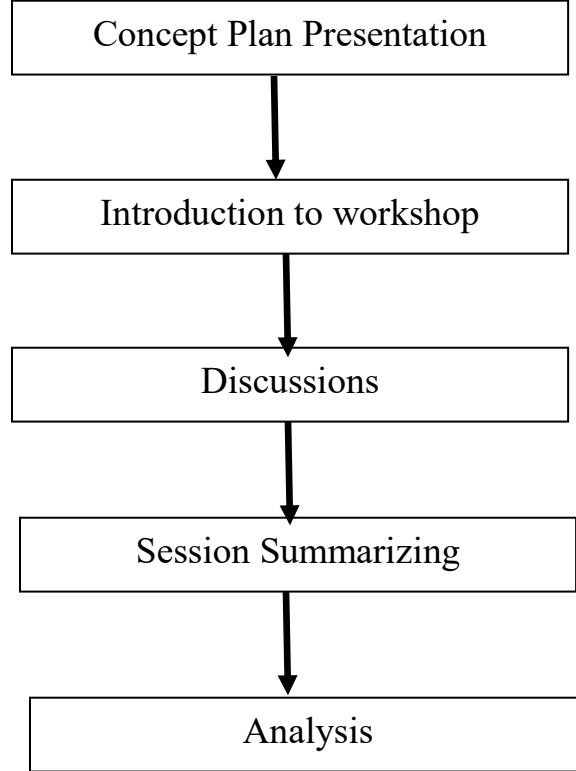 Concept Plan Presentation
Introduction to workshop
Discussions
Session Summarizing
Analysis